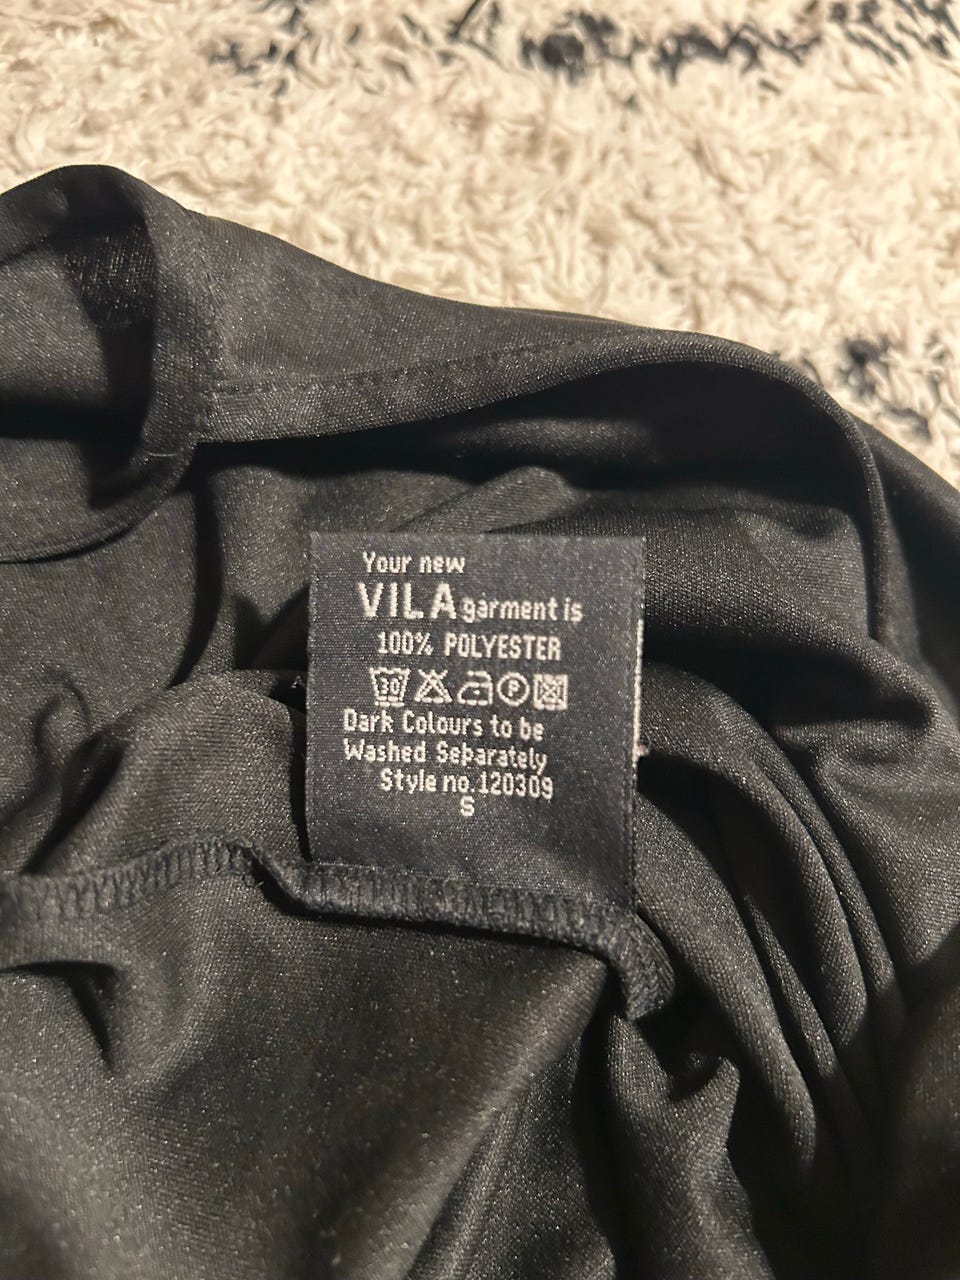 Your new
VILA garment is
100% POLYESTER
30 P
Dark Colours to be
Washed Separately
Style no. 120309
S